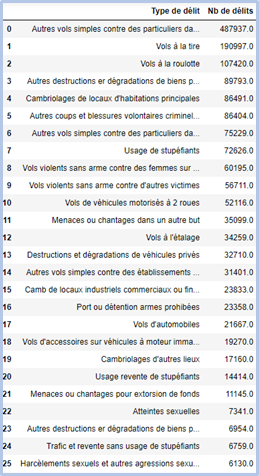 Type de délit Nb de délits
0 Autres vols simples contre des particuliers da... 487937.0
1 Vols à la tire 190997.0
2 Vols à la roulotte 107420.0
3 Autres destructions er dégradations de biens p... 89793.0
4 Cambriolages de locaux d'habitations principales 86491.0
5 Autres coups et blessures volontaires criminel... 86404.0
6 Autres vols simples contre des particuliers da... 75229.0
7 Usage de stupéfiants 72626.0
8 Vols violents sans arme contre des femmes sur ... 60195.0
9 Vols violents sans arme contre d'autres victimes 56711.0
10 Vols de véhicules motorisés à 2 roues 52116.0
11 Menaces ou chantages dans un autre but 35099.0
12 Vols à l'étalage 34259.0
13 Destructions et dégradations de véhicules privés 32710.0
14 Autres vols simples contre des établissements ... 31401.0
15 Camb de locaux industriels commerciaux ou fin... 23833.0
16 Port ou détention armes prohibées 23358.0
17 Vols d'automobiles 21667.0
18 Vols d'accessoires sur véhicules à moteur imma... 19270.0
19 Cambriolages d'autres lieux 17160.0
20 Usage revente de stupéfiants 14414.0
21 Menaces ou chantages pour extorsion de fonds 11145.0
22 Atteintes sexuelles 7341.0
23 Autres destructions er dégradations de biens p... 6954.0
24 Trafic et revente sans usage de stupéfiants 6759.0
25 Harcèlements sexuels et autres agressions sexu... 6130.0